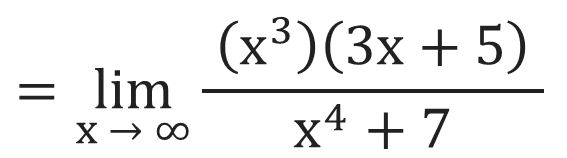 = lim x → ∞ (x³)(3x + 5) / x⁴ + 7